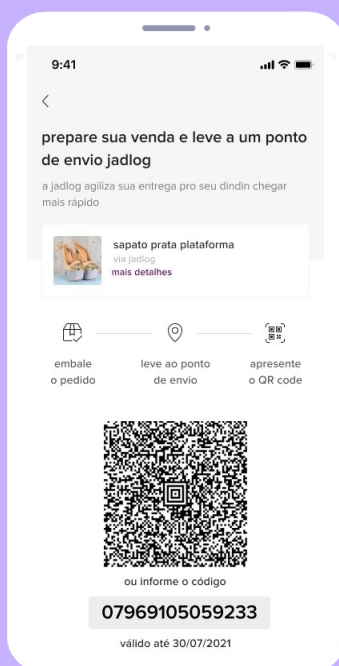 9:41
prepare sua venda e leve a um ponto
de envio jadlog
a jadlog agiliza sua entrega pro seu dindin chegar
mais rápido
sapato prata plataforma
via jadlog
mais detalhes
embale
o pedido
leve ao ponto
de envio
apresente
o QR code
ou informe o código
07969105059233
válido até 30/07/2021